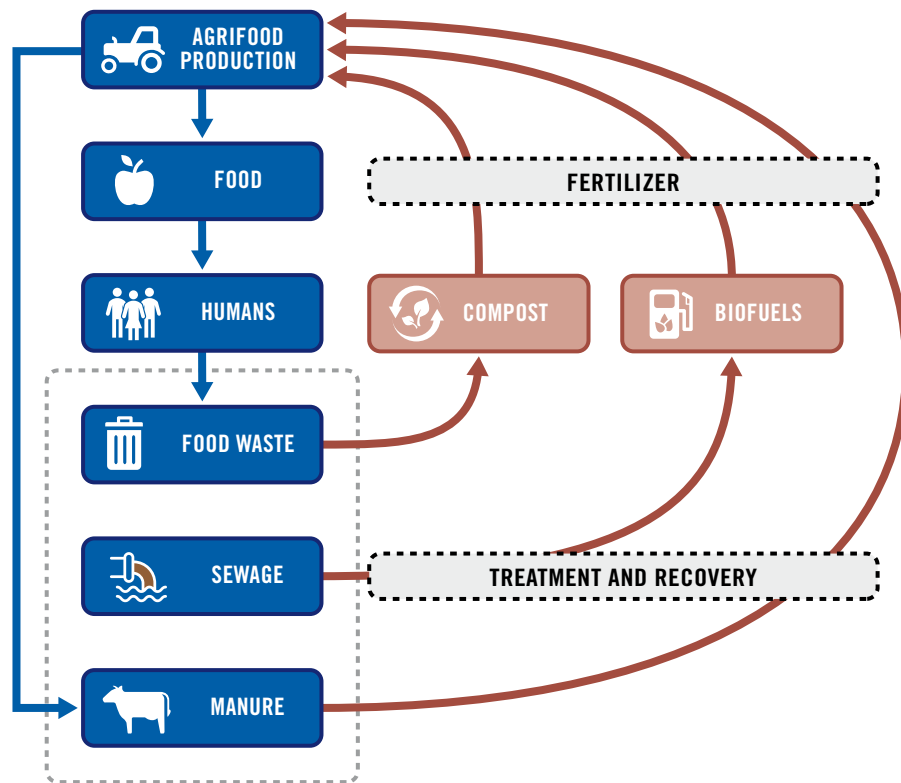 AGRIFOOD
PRODUCTION
FOOD
FERTILIZER
HUMANS
COMPOST
BIOFUELS
FOOD WASTE
SEWAGE
TREATMENT AND RECOVERY
MANURE